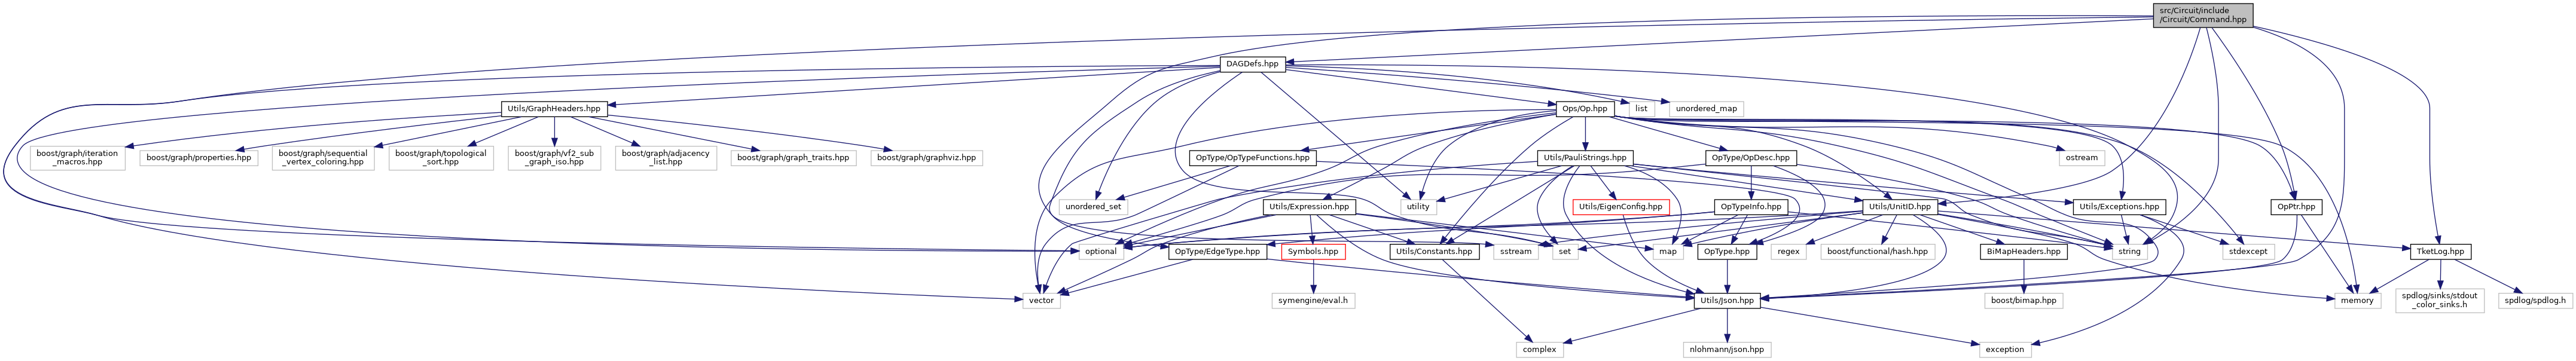 src/Circuit/include
/Circuit/Command.hpp
DAGDefs.hpp
Utils/GraphHeaders.hpp
Ops/Op.hpp
list
unordered_map
boost/graph/iteration
_macros.hpp
boost/graph/properties.hpp
boost/graph/sequential
_vertex_coloring.hpp
boost/graph/topological
_sort.hpp
boost/graph/vf2_sub
_graph_iso.hpp
boost/graph/adjacency
_list.hpp
boost/graph/graph_traits.hpp
boost/graph/graphviz.hpp
OpType/OpTypeFunctions.hpp
Utils/PauliStrings.hpp
OpType/OpDesc.hpp
ostream
unordered_set
Utils/Expression.hpp
utility
Utils/EigenConfig.hpp
OpTypeInfo.hpp
Utils/UnitID.hpp
Utils/Exceptions.hpp
OpPtr.hpp
optional
OpType/EdgeType.hpp
Symbols.hpp
Utils/Constants.hpp
sstream
set
map
OpType.hpp
regex
boost/functional/hash.hpp
BiMapHeaders.hpp
string
stdexcept
TketLog.hpp
vector
symengine/eval.h
Utils/Json.hpp
boost/bimap.hpp
memory
spdlog/sinks/stdout
_color_sinks.h
spdlog/spdlog.h
complex
nlohmann/json.hpp
exception